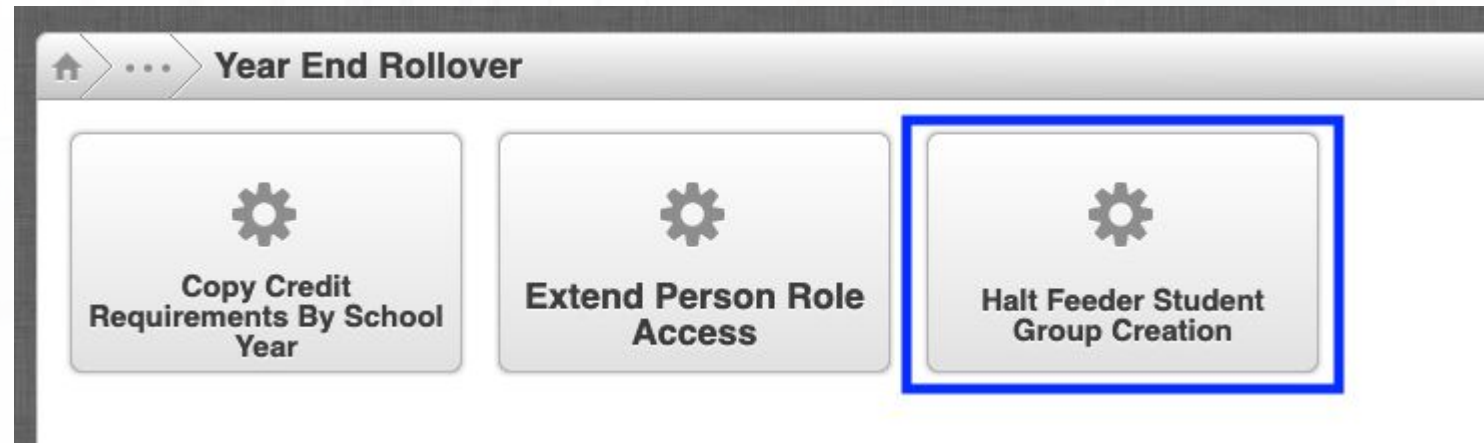 ... Year End Rollover
Copy Credit
Requirements By School
Year
Extend Person Role
Access
Halt Feeder Student
Group Creation